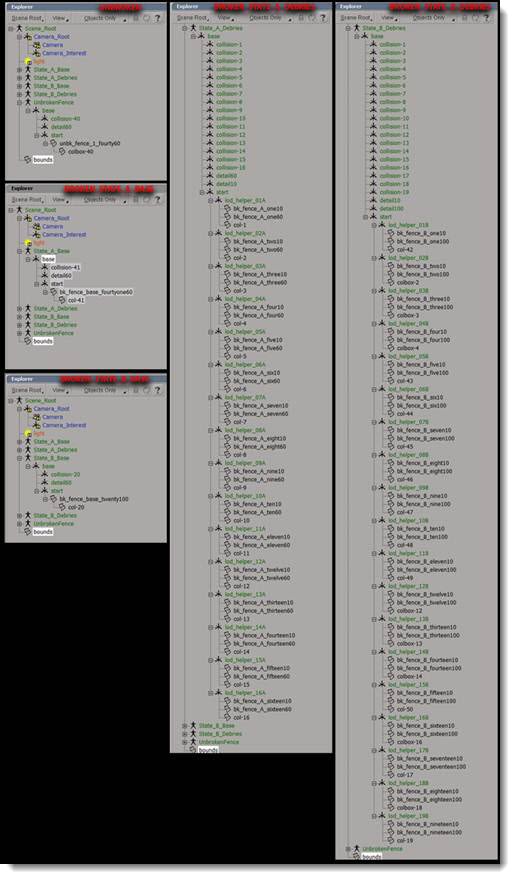 Explorer
UNBROKEN
Scene Root
View
Objects Only
?
Scene_Root
Camera_Root
Camera
Camera_Interest
light
State_A_Base
State_A_Debries
State_B_Base
State_B_Debries
UnbrokenFence
base
collision-40
detail60
start
unbk_fence_1_fourty60
colbox-40
bounds
Explorer
BROKEN STATE A BASE
Scene Root
View
Objects Only
?
Scene_Root
Camera_Root
Camera
Camera_Interest
light
State_A_Base
base
collision-41
detail60
start
bk_fence_base_fourtyone60
col-41
State_A_Debries
State_B_Base
State_B_Debries
UnbrokenFence
bounds
Explorer
BROKEN STATE B BASE
Scene Root
View
Objects Only
?
Scene_Root
Camera_Root
Camera
Camera_Interest
light
State_A_Base
State_A_Debries
State_B_Base
base
collision-20
detail60
start
bk_fence_base_twenty100
col-20
State_B_Debries
UnbrokenFence
bounds
Explorer
BROKEN STATE A DEBRIES
Scene Root
View
Objects Only
?
State_A_Debries
base
collision-1
collision-2
collision-3
collision-4
collision-5
collision-6
collision-7
collision-8
collision-9
collision-10
collision-11
collision-12
collision-13
collision-14
collision-15
collision-16
detail60
detail10
start
lod_helper_01A
bk_fence_A_one10
bk_fence_A_one60
col-1
lod_helper_02A
bk_fence_A_two10
bk_fence_A_two60
col-2
lod_helper_03A
bk_fence_A_three10
bk_fence_A_three60
col-3
lod_helper_04A
bk_fence_A_four10
bk_fence_A_four60
col-4
lod_helper_05A
bk_fence_A_five10
bk_fence_A_five60
col-5
lod_helper_06A
bk_fence_A_six10
bk_fence_A_six60
col-6
lod_helper_07A
bk_fence_A_seven10
bk_fence_A_seven60
col-7
lod_helper_08A
bk_fence_A_eight10
bk_fence_A_eight60
col-8
lod_helper_09A
bk_fence_A_nine10
bk_fence_A_nine60
col-9
lod_helper_10A
bk_fence_A_ten10
bk_fence_A_ten60
col-10
lod_helper_11A
bk_fence_A_eleven10
bk_fence_A_eleven60
col-11
lod_helper_12A
bk_fence_A_twelve10
bk_fence_A_twelve60
col-12
lod_helper_13A
bk_fence_A_thirteen10
bk_fence_A_thirteen60
col-13
lod_helper_14A
bk_fence_A_fourteen10
bk_fence_A_fourteen60
col-14
lod_helper_15A
bk_fence_A_fifteen10
bk_fence_A_fifteen60
col-15
lod_helper_16A
bk_fence_A_sixteen10
bk_fence_A_sixteen60
col-16
State_B_Base
State_B_Debries
UnbrokenFence
bounds
Explorer
BROKEN STATE B DEBRIES
Scene Root
View
Objects Only
?
State_B_Debries
base
collision-1
collision-2
collision-3
collision-4
collision-5
collision-6
collision-7
collision-8
collision-9
collision-10
collision-11
collision-12
collision-13
collision-14
collision-15
collision-16
collision-17
collision-18
collision-19
detail10
detail100
start
lod_helper_01B
bk_fence_B_one10
bk_fence_B_one100
col-42
lod_helper_02B
bk_fence_B_two10
bk_fence_B_two100
colbox-2
lod_helper_03B
bk_fence_B_three10
bk_fence_B_three100
colbox-3
lod_helper_04B
bk_fence_B_four10
bk_fence_B_four100
colbox-4
lod_helper_05B
bk_fence_B_five10
bk_fence_B_five100
col-43
lod_helper_06B
bk_fence_B_six10
bk_fence_B_six100
col-44
lod_helper_07B
bk_fence_B_seven10
bk_fence_B_seven100
col-45
lod_helper_08B
bk_fence_B_eight10
bk_fence_B_eight100
col-46
lod_helper_09B
bk_fence_B_nine10
bk_fence_B_nine100
col-47
lod_helper_10B
bk_fence_B_ten10
bk_fence_B_ten100
col-48
lod_helper_11B
bk_fence_B_eleven10
bk_fence_B_eleven100
col-49
lod_helper_12B
bk_fence_B_twelve10
bk_fence_B_twelve100
colbox-12
lod_helper_13B
bk_fence_B_thirteen10
bk_fence_B_thirteen100
colbox-13
lod_helper_14B
bk_fence_B_fourteen10
bk_fence_B_fourteen100
colbox-14
lod_helper_15B
bk_fence_B_fifteen10
bk_fence_B_fifteen100
col-50
lod_helper_16B
bk_fence_B_sixteen10
bk_fence_B_sixteen100
colbox-16
lod_helper_17B
bk_fence_B_seventeen10
bk_fence_B_seventeen100
col-17
lod_helper_18B
bk_fence_B_eighteen10
bk_fence_B_eighteen100
colbox-18
lod_helper_19B
bk_fence_B_nineteen10
bk_fence_B_nineteen100
col-19
UnbrokenFence
bounds